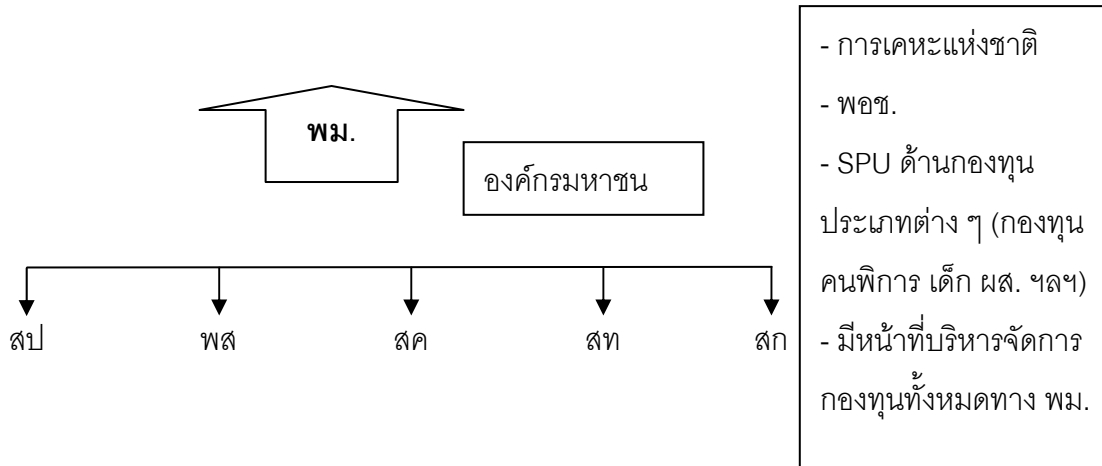 พม.
องค์กรมหาชน
สป พส สค สท สก
- การเคหะแห่งชาติ
- พอช.
- SPU ด้านกองทุน
ประเภทต่าง ๆ (กองทุน
คนพิการ เด็ก ผส. ฯลฯ)
- มีหน้าที่บริหารจัดการ
กองทุนทั้งหมดทาง พม.